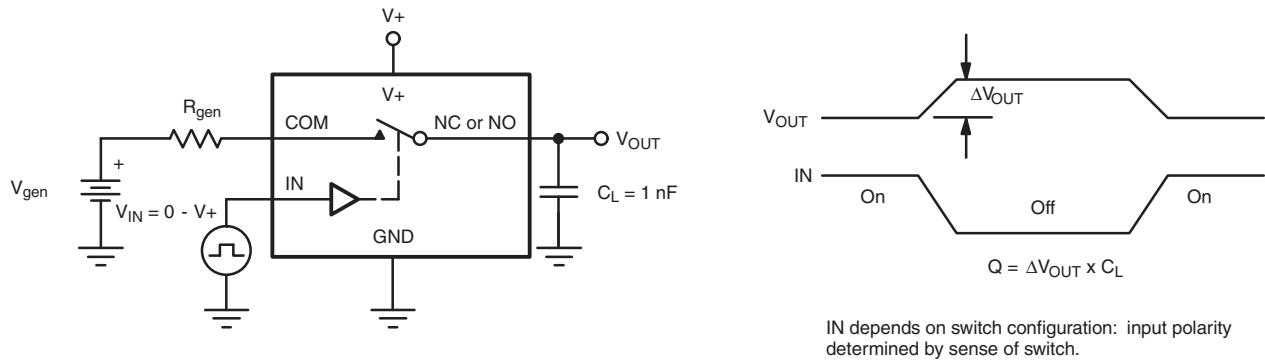 V+
V+
Rgen
COM
NC or NO
VOUT
+
Vgen
IN
VIN = 0 - V+
CL = 1 nF
GND
VOUT
ΔVOUT
IN
On
Off
On
Q = ΔVOUT x CL
IN depends on switch configuration: input polarity
determined by sense of switch.